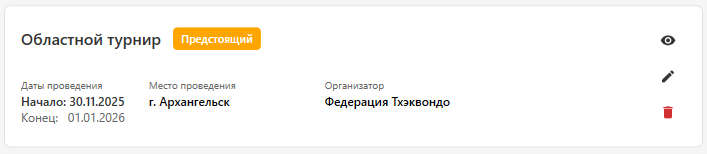 Областной турнир Предстоящий
Даты проведения Место проведения Организатор
Начало: 30.11.2025 г. Архангельск Федерация Тхэквондо
Конец: 01.01.2026